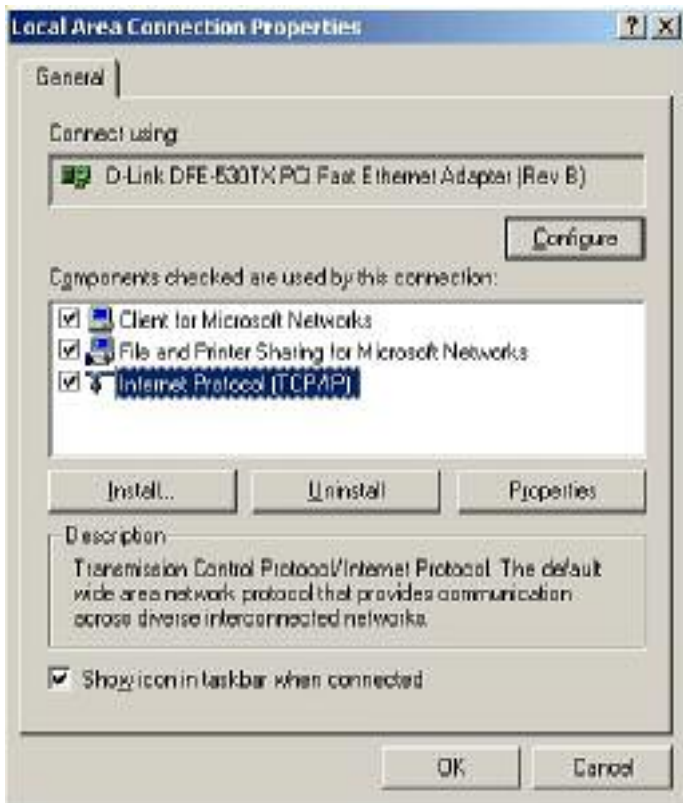 Local Area Connection Properties
General
Connect using
D-Link DFE-530TX PCI Fast Ethernet Adapter (Rev B)
Configure
Components checked are used by this connection:
Client for Microsoft Networks
File and Printer Sharing for Microsoft Networks
Internet Protocol (TCP/IP)
Install... Uninstall Properties
Description
Transmission Control Protocol/Internet Protocol. The default
wide area network protocol that provides communication
across diverse interconnected networks.
Show icon in taskbar when connected
OK Cancel